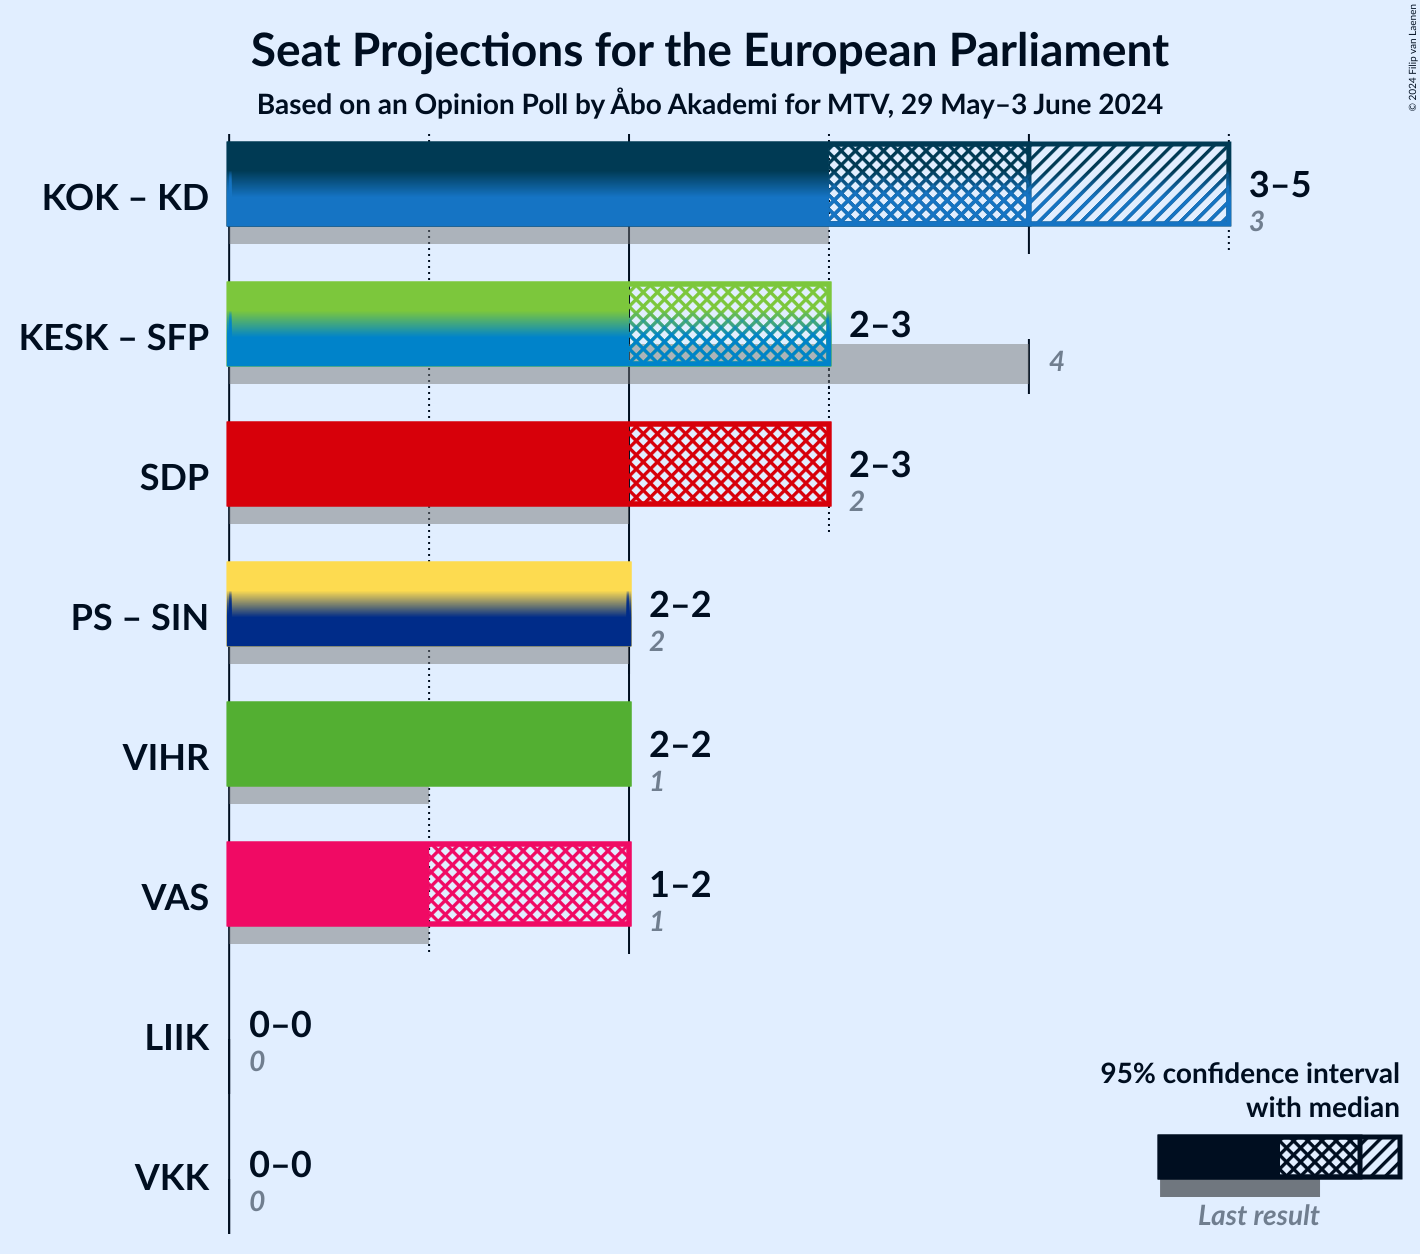 Seat Projections for the European Parliament
Based on an Opinion Poll by Åbo Akademi for MTV, 29 May–3 June 2024
© 2024 Filip van Laenen
KOK – KD
3–5
3
KESK – SFP
2–3
4
SDP
2–3
2
PS – SIN
2–2
2
VIHR
2–2
1
VAS
1–2
1
LIIK
0–0
0
VKK
0–0
0
95% confidence interval
with median
Last result